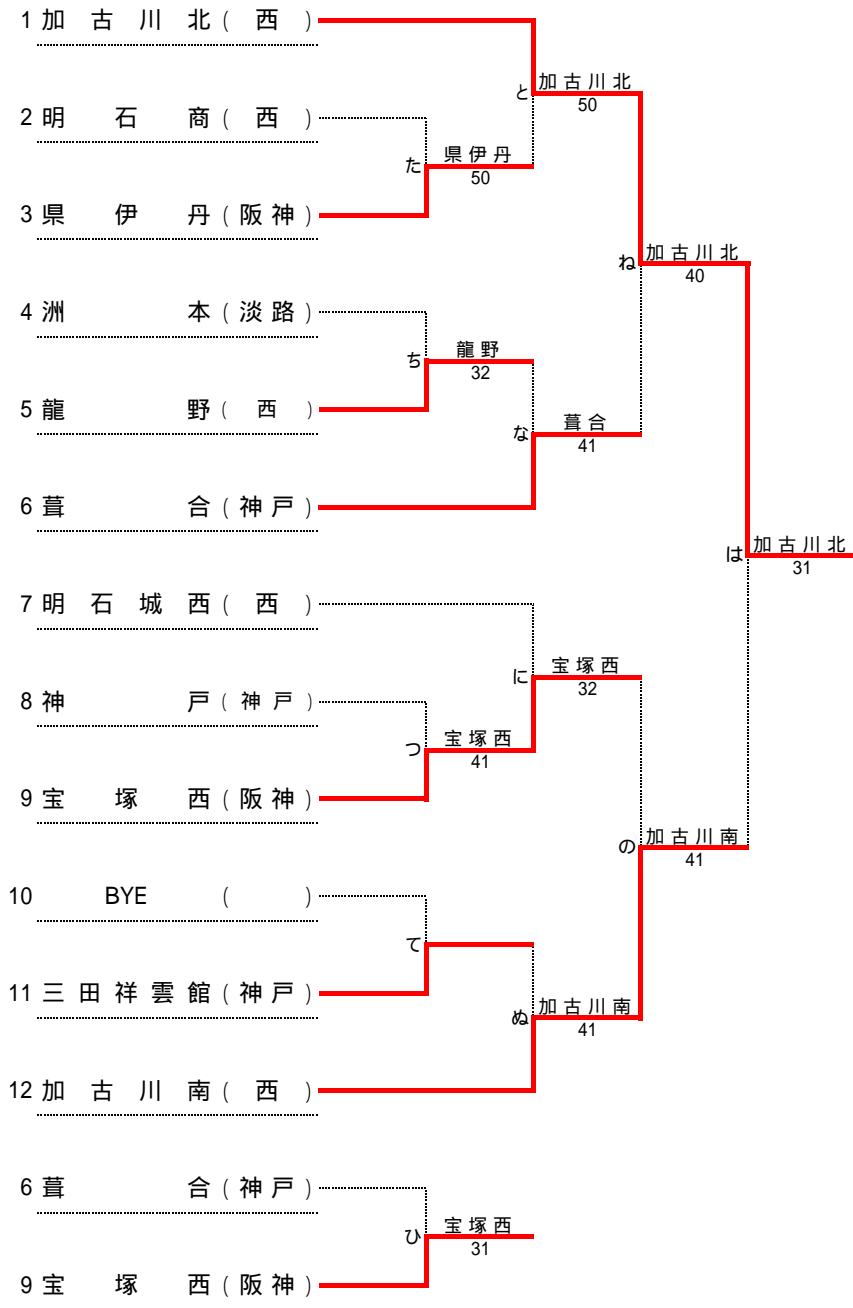 1 加古川北(西)
加古川北
と
50
2 明石商(西)
県伊丹
た
50
3 県伊丹(阪神)
加古川北
ね
40
4 洲本(淡路)
龍野
ち
32
5 龍野(西)
葺合
な
41
6 葺合(神戸)
加古川北
は
31
7 明石城西(西)
宝塚西
に
32
8 神戸(神戸)
宝塚西
つ
41
9 宝塚西(阪神)
加古川南
の
41
10 BYE ( )
て
11 三田祥雲館(神戸)
加古川南
ぬ
41
12 加古川南(西)
6 葺合(神戸)
宝塚西
ひ
31
9 宝塚西(阪神)